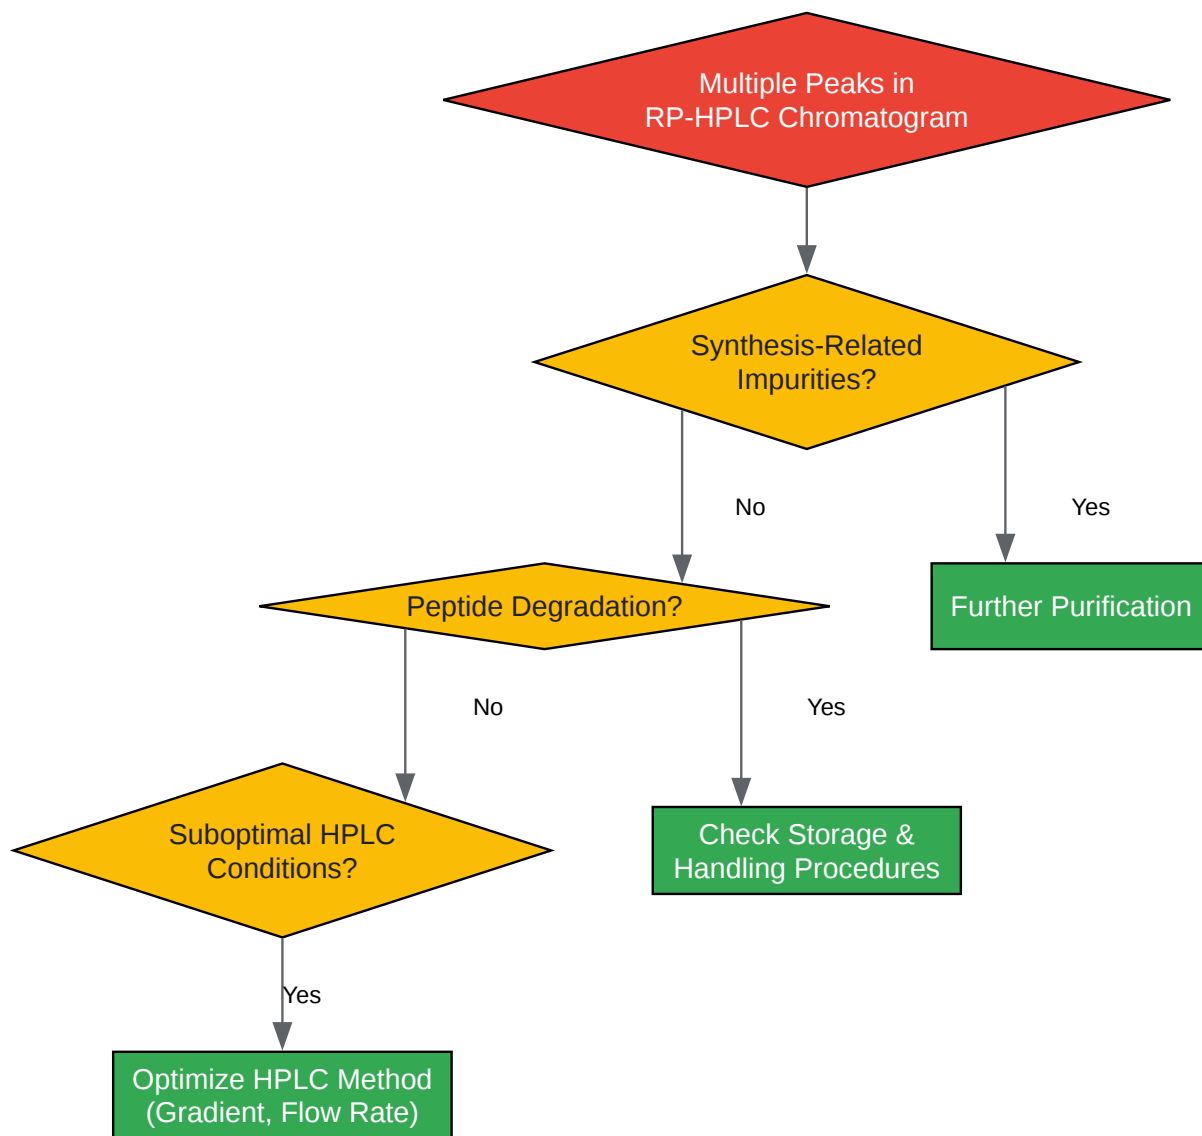 Multiple Peaks in
RP-HPLC Chromatogram
Synthesis-Related
Impurities?
No
Yes
Peptide Degradation?
Further Purification
No
Yes
Suboptimal HPLC
Conditions?
Check Storage &
Handling Procedures
Yes
Optimize HPLC Method
(Gradient, Flow Rate)